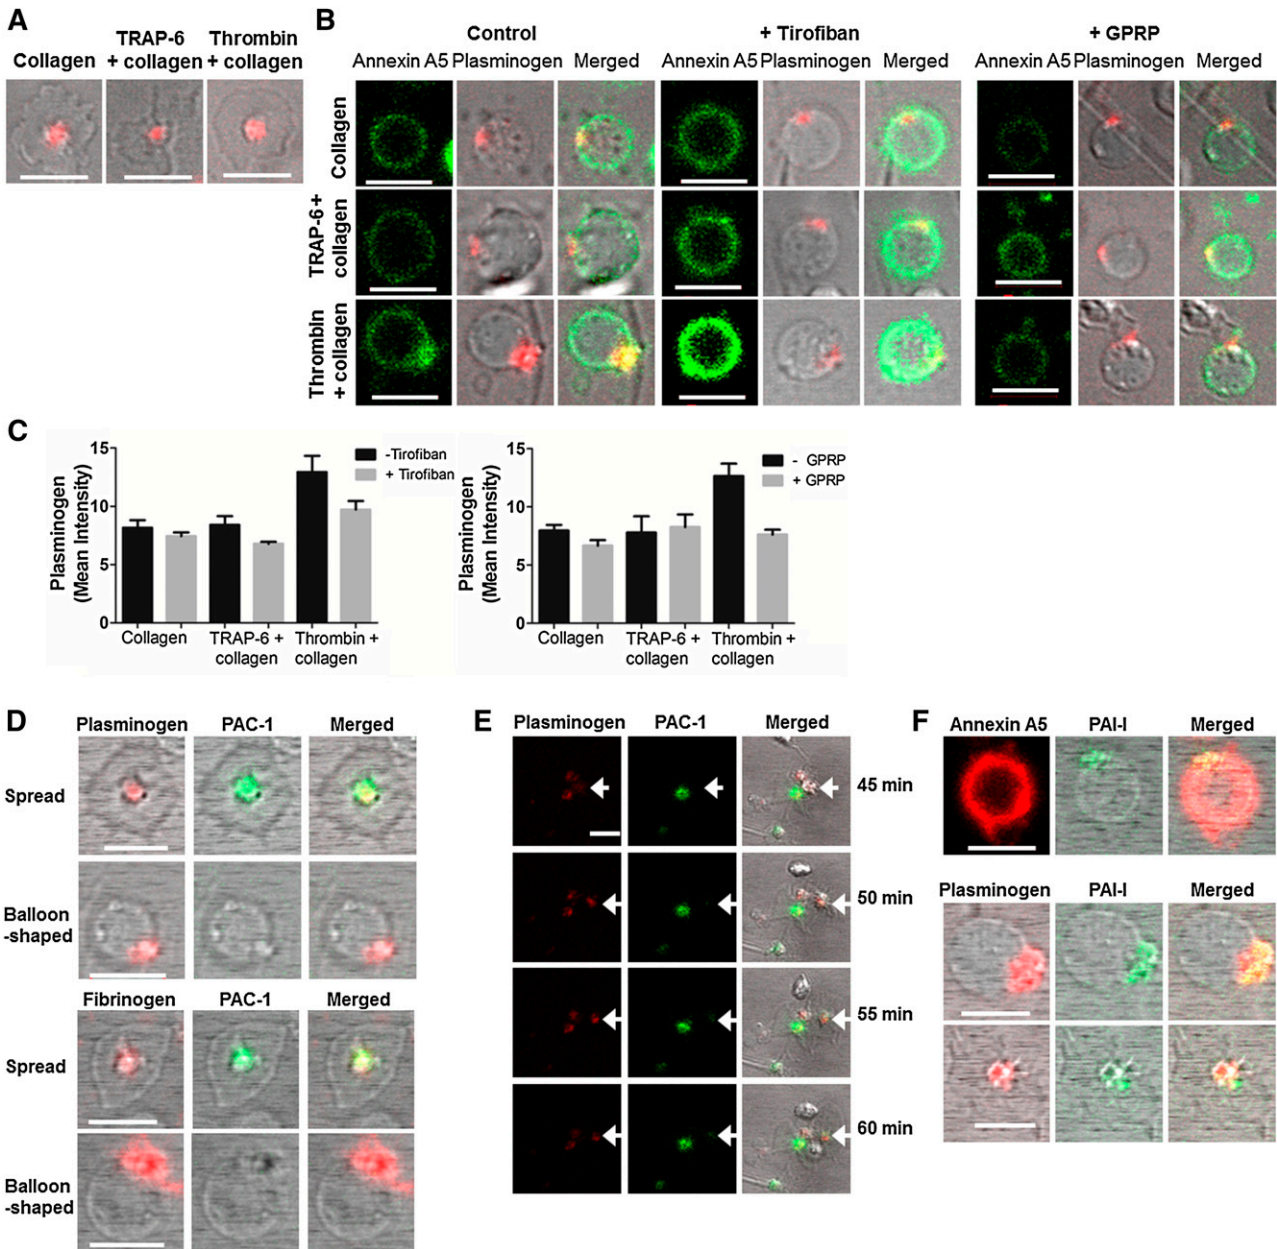 A
Collagen
TRAP-6
+ collagen
Thrombin
+ collagen
B
Control
+ Tirofiban
+ GPRP
Annexin A5 Plasminogen Merged
Annexin A5 Plasminogen Merged
Annexin A5 Plasminogen Merged
Collagen
TRAP-6 +
collagen
Thrombin
+ collagen
C
Plasminogen
(Mean Intensity)
15
10
5
0
-Tirofiban
+ Tirofiban
Collagen
TRAP-6 +
collagen
Thrombin +
collagen
Plasminogen
(Mean Intensity)
15
10
5
0
- GPRP
+ GPRP
Collagen
TRAP-6 +
collagen
Thrombin +
collagen
D
Plasminogen PAC-1 Merged
Spread
Balloon
-shaped
Fibrinogen PAC-1 Merged
Spread
Balloon
-shaped
E
Plasminogen PAC-1 Merged
45 min
50 min
55 min
60 min
F
Annexin A5 PAI-I Merged
Plasminogen PAI-I Merged